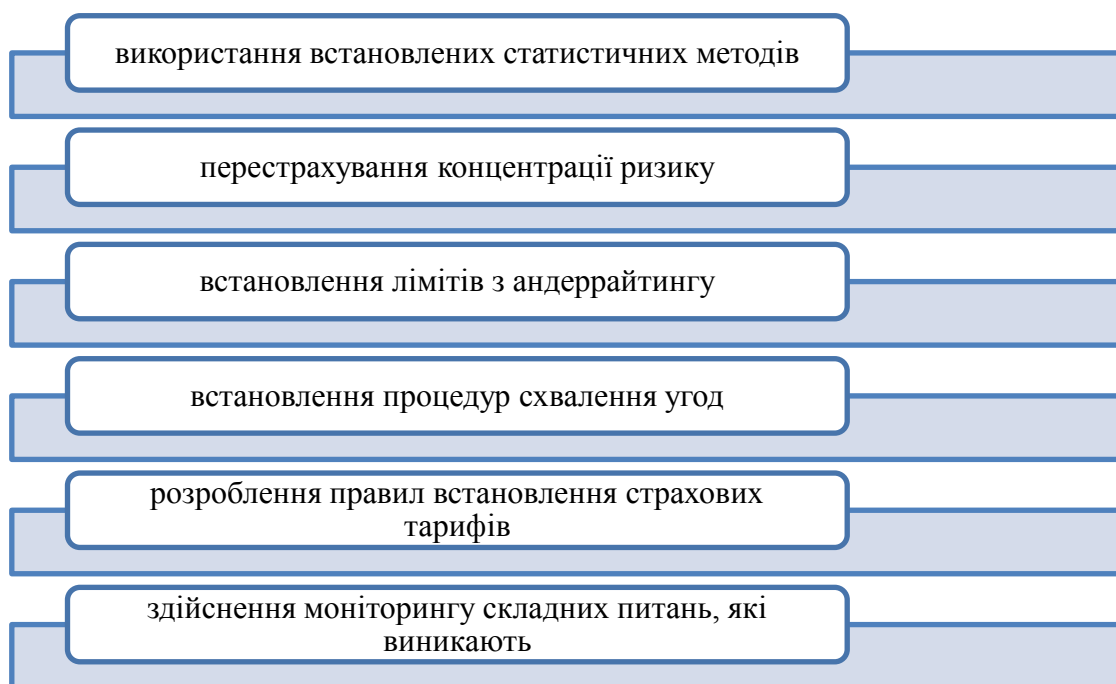 використання встановлених статистичних методів
перестрахування концентрації ризику
встановлення лімітів з андеррайтингу
встановлення процедур схвалення угод
розроблення правил встановлення страхових
тарифів
здійснення моніторингу складних питань, які
виникають